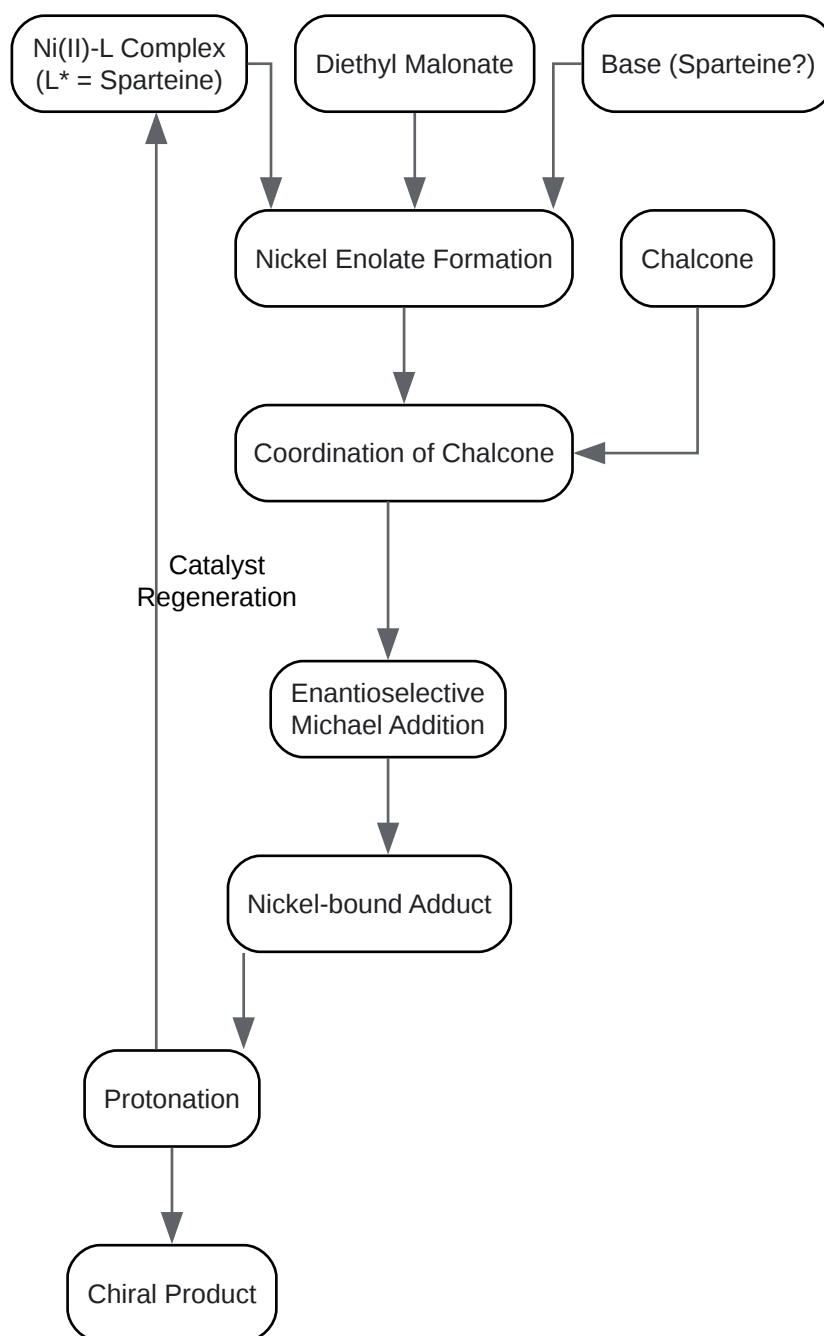 Ni(II)-L Complex
(L* = Sparteine)
Diethyl Malonate
Base (Sparteine?)
Nickel Enolate Formation
Chalcone
Coordination of Chalcone
Catalyst
Regeneration
Enantioselective
Michael Addition
Nickel-bound Adduct
Protonation
Chiral Product